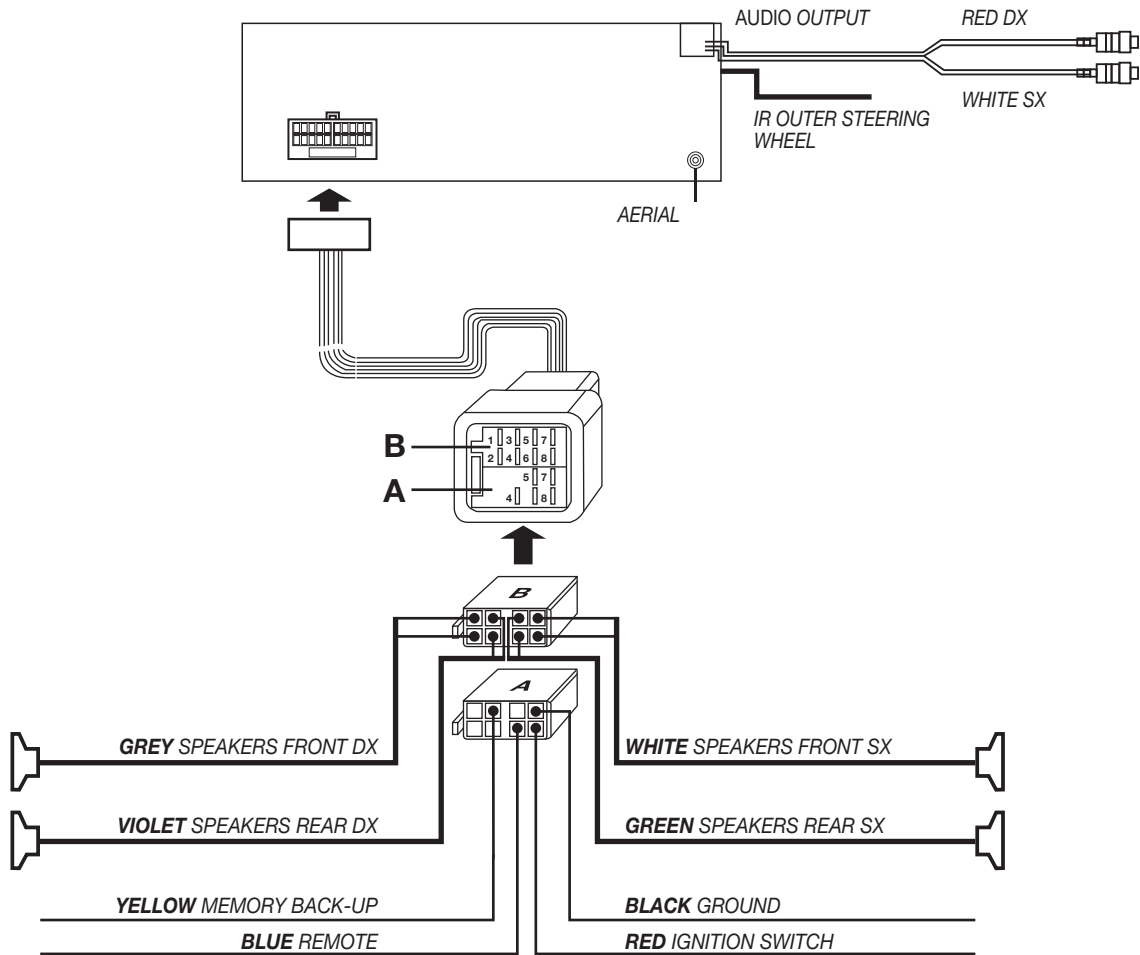 AUDIO OUTPUT
RED DX
WHITE SX
IR OUTER STEERING
WHEEL
AERIAL
B
1 3 5 7
2 4 6 8
A
5 7
4 8
B
A
GREY SPEAKERS FRONT DX
WHITE SPEAKERS FRONT SX
VIOLET SPEAKERS REAR DX
GREEN SPEAKERS REAR SX
YELLOW MEMORY BACK-UP
BLACK GROUND
BLUE REMOTE
RED IGNITION SWITCH